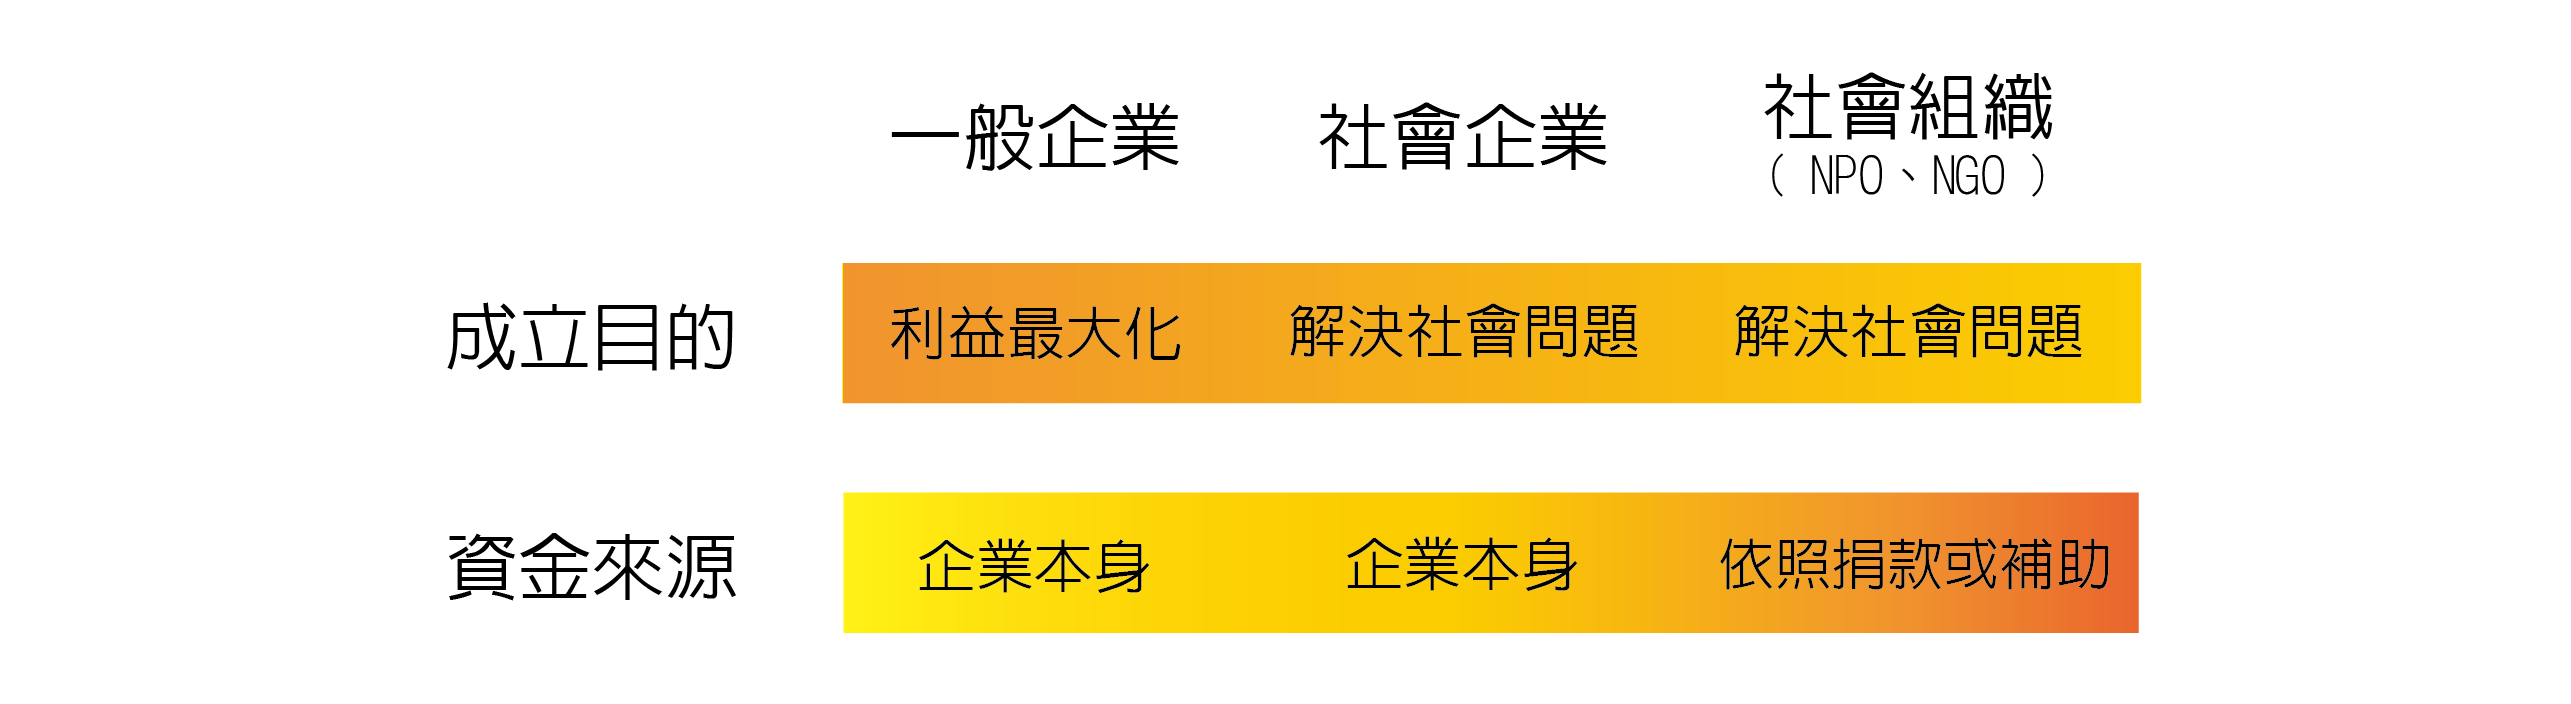 一般企業 社會企業 社會組織
( NPO、NGO )
成立目的 利益最大化 解決社會問題 解決社會問題
資金來源 企業本身 企業本身 依照捐款或補助